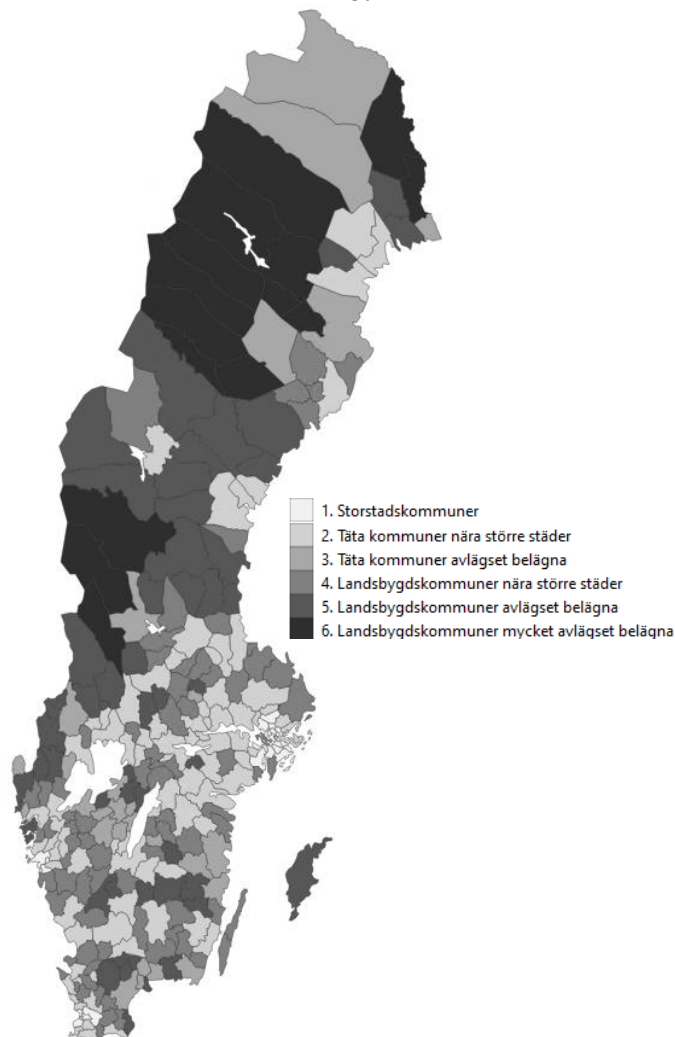 1. Storstadskommuner
2. Täta kommuner nära större städer
3. Täta kommuner avlägset belägna
4. Landsbygdskommuner nära större städer
5. Landsbygdskommuner avlägset belägna
6. Landsbygdskommuner mycket avlägset belägna